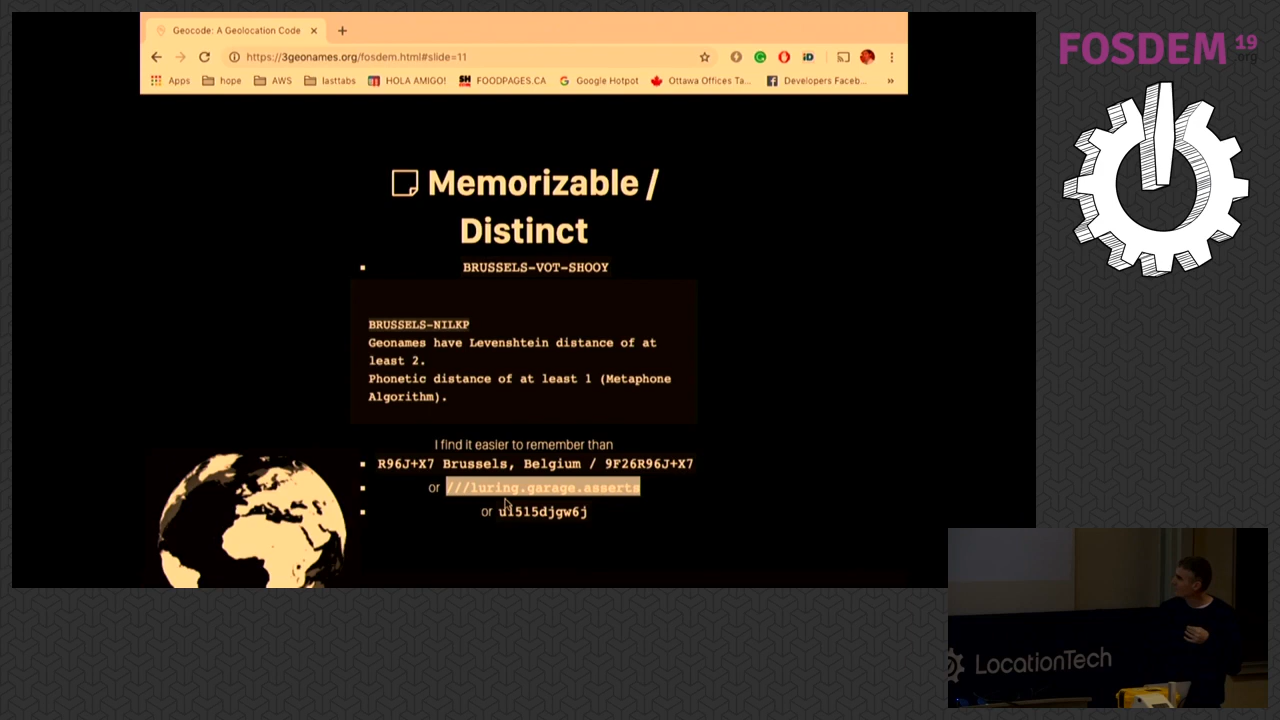 Geocode: A Geolocation Code
https://3geonames.org/fosdem.html#slide=11
Apps hope AWS lasttabs HOLA AMIGO! SH FOODPAGES.CA Google Hotpot Ottawa Offices Ta... Developers Faceb... »
FOSDEM 19
.org
Memorizable /
Distinct
BRUSSELS-VOT-SHOOY
BRUSSELS-NILKP
Geonames have Levenshtein distance of at
least 2.
Phonetic distance of at least 1 (Metaphone
Algorithm).
I find it easier to remember than
R96J+X7 Brussels, Belgium / 9F26R96J+X7
or ///luring.garage.asserts
or u1515djgw6j
LocationTech